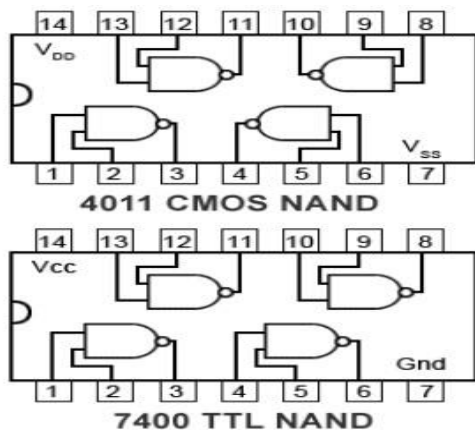 14 13 12 11 10 9 8
VDD
Vss
1 2 3 4 5 6 7
4011 CMOS NAND
14 13 12 11 10 9 8
Vcc
Gnd
1 2 3 4 5 6 7
7400 TTL NAND